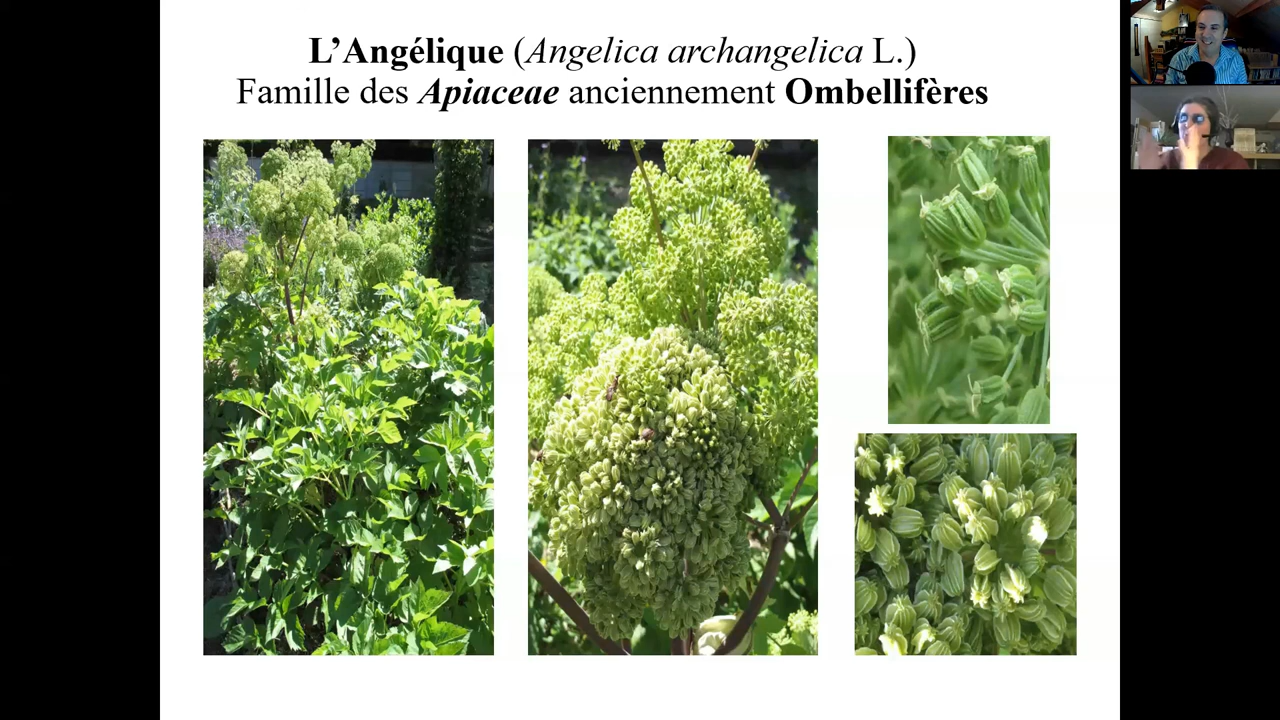 L’Angélique (Angelica archangelica L.)
Famille des Apiaceae anciennement Ombellifères